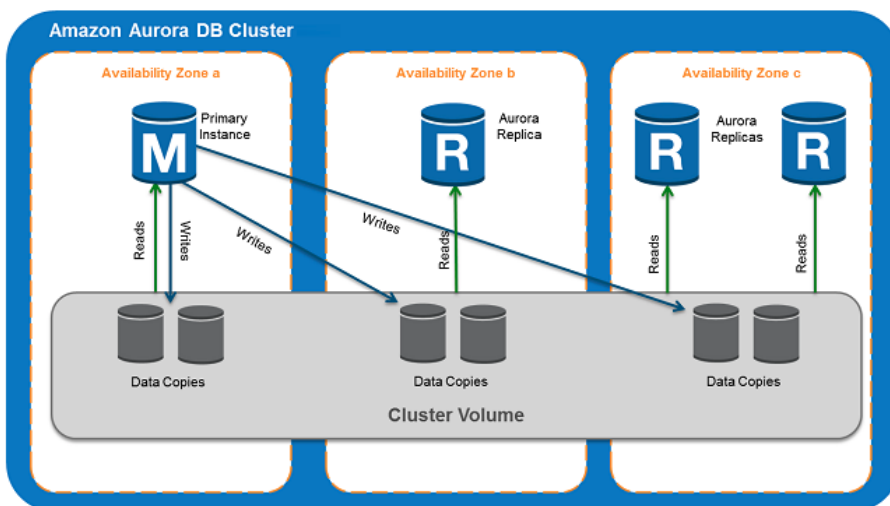 Amazon Aurora DB Cluster
Availability Zone a
Availability Zone b
Availability Zone c
M
Primary
Instance
R
Aurora
Replica
R
Aurora
Replicas
R
Reads
Writes
Writes
Writes
Reads
Reads
Reads
Data Copies
Data Copies
Data Copies
Cluster Volume